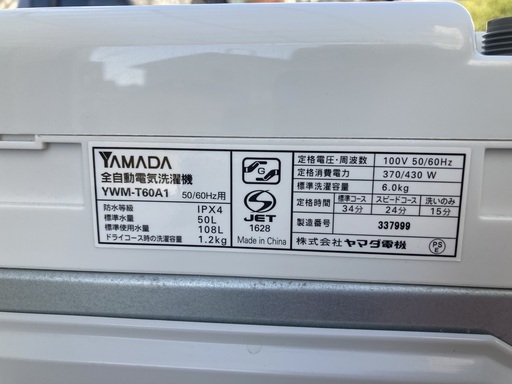 YAMADA
全自動電気洗濯機
YWM-T60A1 50/60Hz用
防水等級 IPX4
標準水量 50L
標準使用水量 108L
ドライコース時の洗濯容量 1.2kg
G
JET
1628
Made in China
定格電圧・周波数 100V 50/60Hz
定格消費電力 370/430 W
標準洗濯容量 6.0kg
定格時間 標準コース 34分 スピードコース 24分 洗いのみ 15分
製造番号 337999
株式会社 ヤマダ電機
PS E